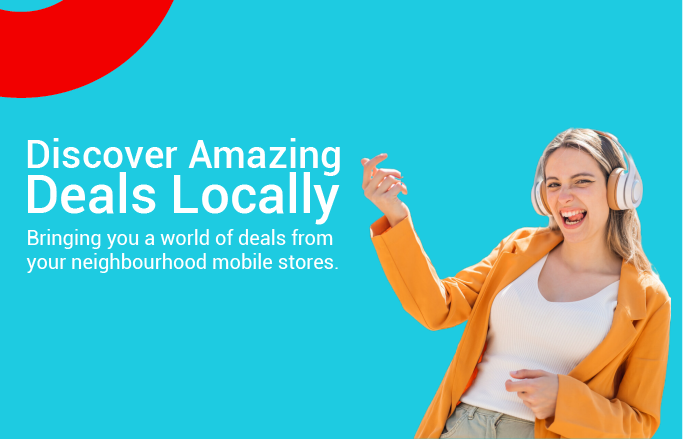 Discover Amazing
Deals Locally
Bringing you a world of deals from
your neighbourhood mobile stores.